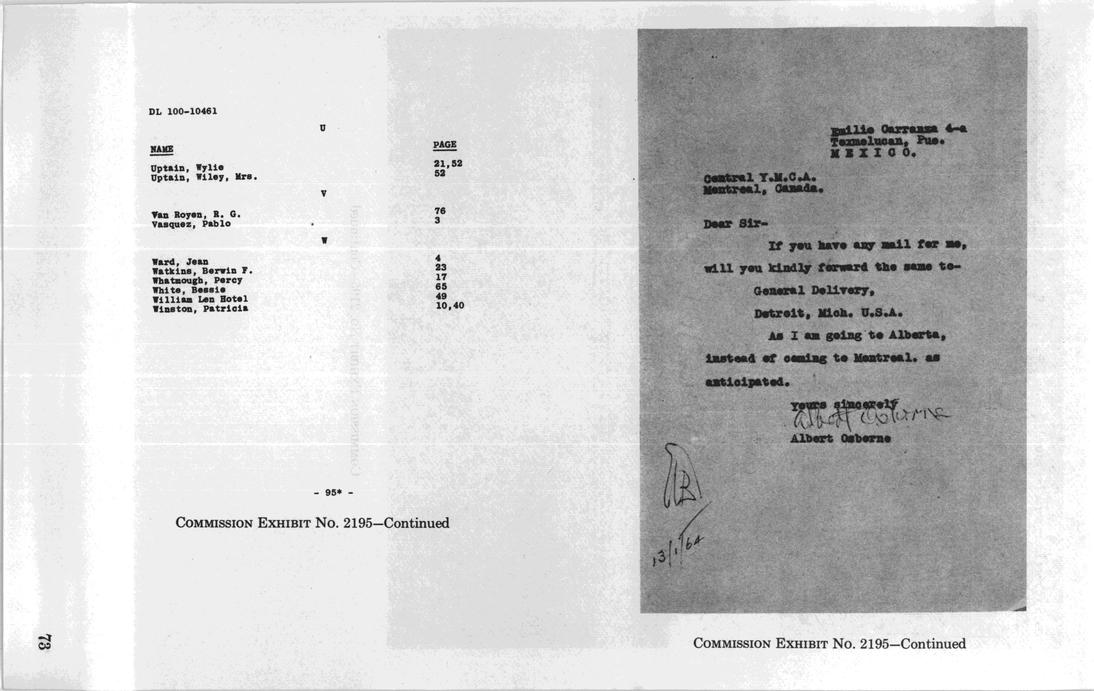 DL 100-10461
U
NAME PAGE
Uptain, Wylie 21,52
Uptain, Wiley, Mrs. 52
V
Van Royen, R. G. 76
Vasquez, Pablo 3
W
Ward, Jean 4
Watkins, Berwin F. 23
Whatmough, Percy 17
White, Bessie 65
William Len Hotel 49
Winston, Patricia 10,40
- 95* -
COMMISSION EXHIBIT No. 2195—Continued
73
Emilio Carranza 4-a
Texmelucan, Pue.
M E X I C O.
Central Y.M.C.A.
Montreal, Canada.
Dear Sir-
If you have any mail for me,
will you kindly forward the same to-
General Delivery,
Detroit, Mich. U.S.A.
As I am going to Alberta,
instead of coming to Montreal. as
anticipated.
Yours sincerely
Albert Osborne
Albert Osborne
13/1/64
COMMISSION EXHIBIT No. 2195—Continued